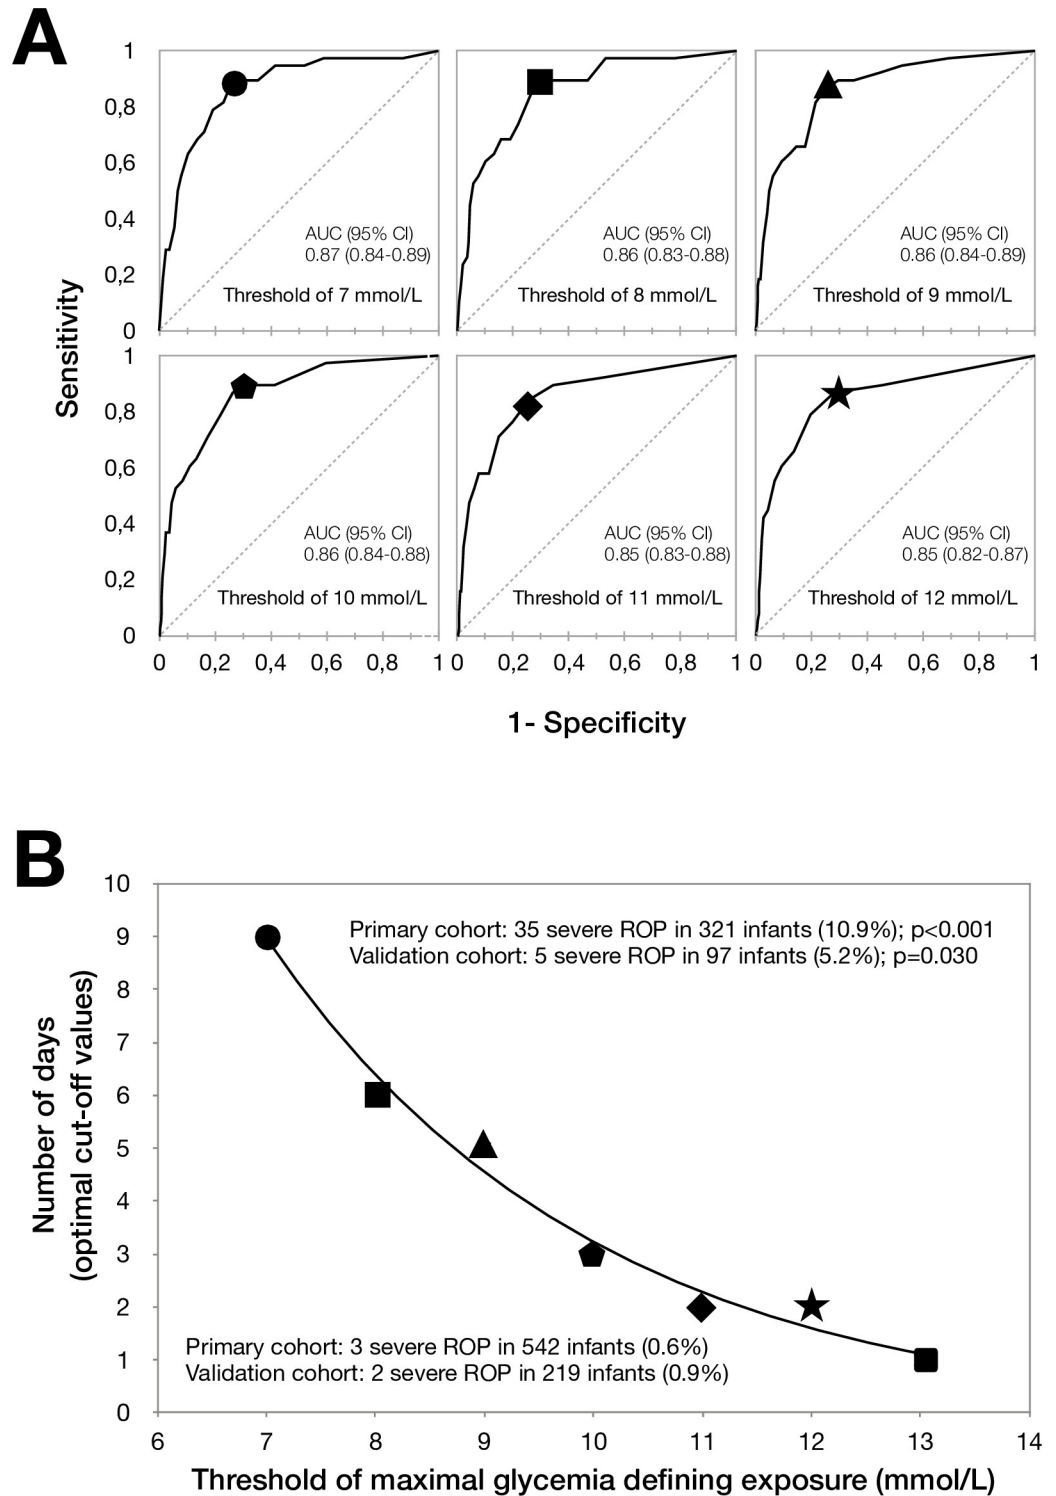 A
Sensitivity
1
0,8
0,6
0,4
0,2
0
AUC (95% CI)
0.87 (0.84-0.89)
Threshold of 7 mmol/L
AUC (95% CI)
0.86 (0.83-0.88)
Threshold of 8 mmol/L
AUC (95% CI)
0.86 (0.84-0.89)
Threshold of 9 mmol/L
1
0,8
0,6
0,4
0,2
0
AUC (95% CI)
0.86 (0.84-0.88)
Threshold of 10 mmol/L
AUC (95% CI)
0.85 (0.83-0.88)
Threshold of 11 mmol/L
AUC (95% CI)
0.85 (0.82-0.87)
Threshold of 12 mmol/L
0 0,2 0,4 0,6 0,8 1 0 0,2 0,4 0,6 0,8 1 0 0,2 0,4 0,6 0,8 1
1- Specificity
B
Number of days
(optimal cut-off values)
10
9
8
7
6
5
4
3
2
1
0
Primary cohort: 35 severe ROP in 321 infants (10.9%); p<0.001
Validation cohort: 5 severe ROP in 97 infants (5.2%); p=0.030
Primary cohort: 3 severe ROP in 542 infants (0.6%)
Validation cohort: 2 severe ROP in 219 infants (0.9%)
6 7 8 9 10 11 12 13 14
Threshold of maximal glycemia defining exposure (mmol/L)